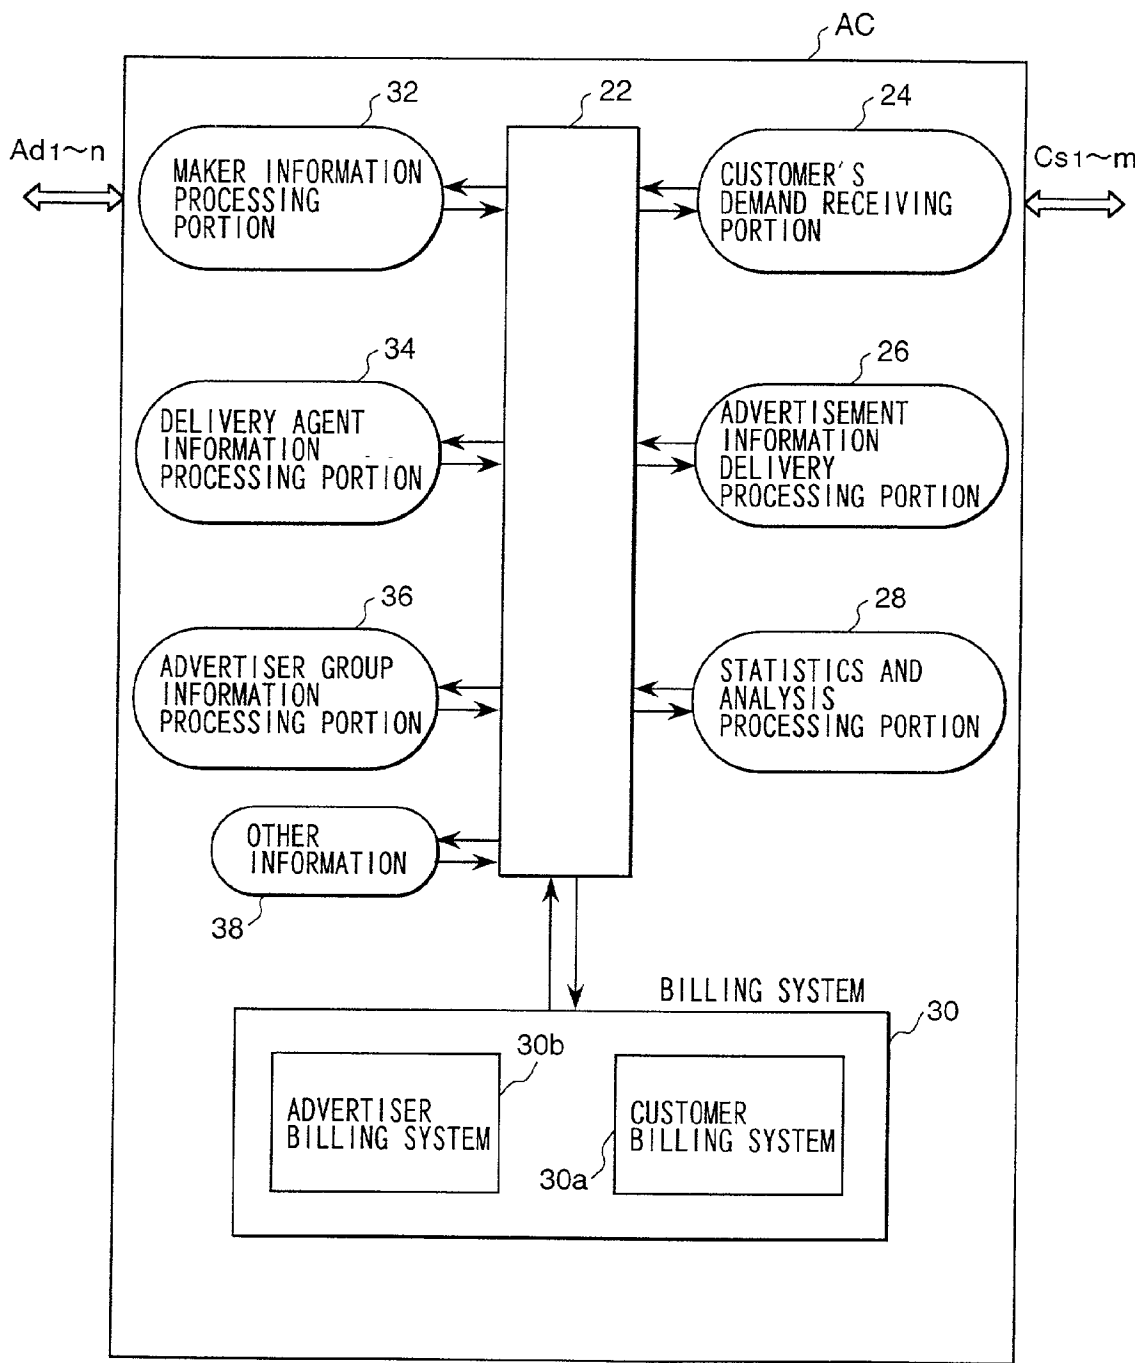 AC
32
22
24
Ad1~n
Cs1~m
MAKER INFORMATION
PROCESSING
PORTION
CUSTOMER'S
DEMAND RECEIVING
PORTION
34
26
DELIVERY AGENT
INFORMATION
PROCESSING PORTION
ADVERTISEMENT
INFORMATION
DELIVERY
PROCESSING PORTION
36
28
ADVERTISER GROUP
INFORMATION
PROCESSING PORTION
STATISTICS AND
ANALYSIS
PROCESSING PORTION
OTHER
INFORMATION
38
BILLING SYSTEM
30
30b
ADVERTISER
BILLING SYSTEM
CUSTOMER
BILLING SYSTEM
30a